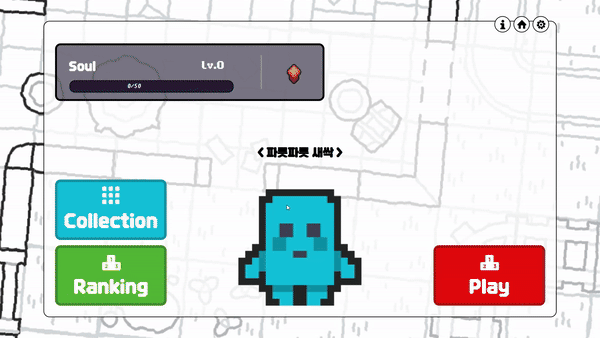 Soul Lv.0
0/50
< 파릇파릇 새싹 >
Collection
Ranking
Play